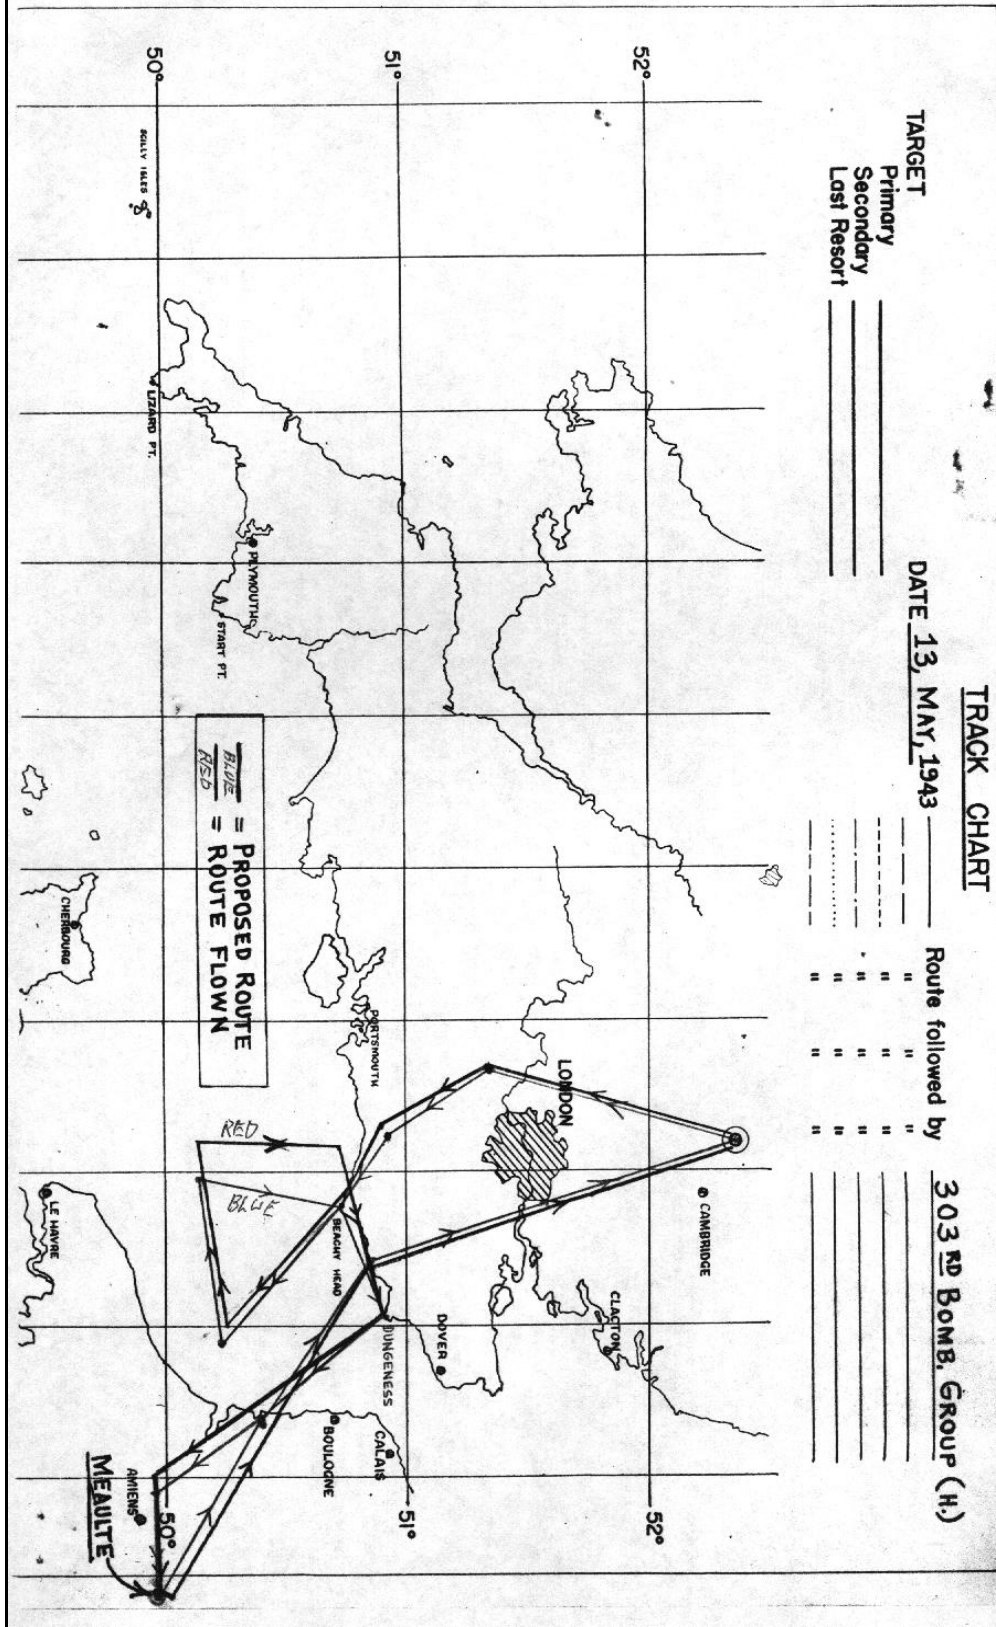 TRACK CHART
DATE 13, MAY, 1943
303RD BOMB. GROUP (H.)
TARGET
Primary
Secondary
Last Resort
Route followed by
" " "
" " "
" " "
" " "
52°
52°
51°
51°
50°
50°
CAMBRIDGE
CLACTON
LONDON
DOVER
DUNGENESS
CALAIS
BOULOGNE
PORTSMOUTH
BEACHY HEAD
PLYMOUTH
START PT.
LIZARD PT.
SCILLY ISLES
RED
BLUE
BLUE = PROPOSED ROUTE
RED = ROUTE FLOWN
CHERBOURG
LE HAVRE
AMIENS
MEAULTE